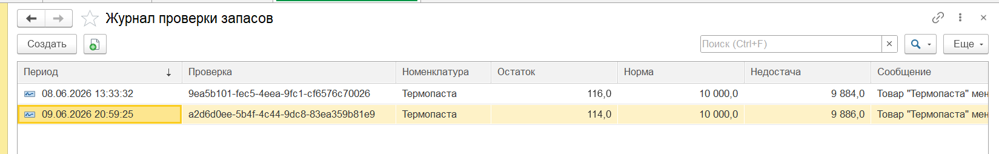 Журнал проверки запасов
Создать Поиск (Ctrl+F) Еще
Период Проверка Номенклатура Остаток Норма Недостача Сообщение
08.06.2026 13:33:32 9ea5b101-fec5-4eea-9fc1-cf6576c70026 Термопаста 116,0 10 000,0 9 884,0 Товар "Термопаста" мен
09.06.2026 20:59:25 a2d6d0ee-5b4f-4c44-9dc8-83ea359b81e9 Термопаста 114,0 10 000,0 9 886,0 Товар "Термопаста" мен